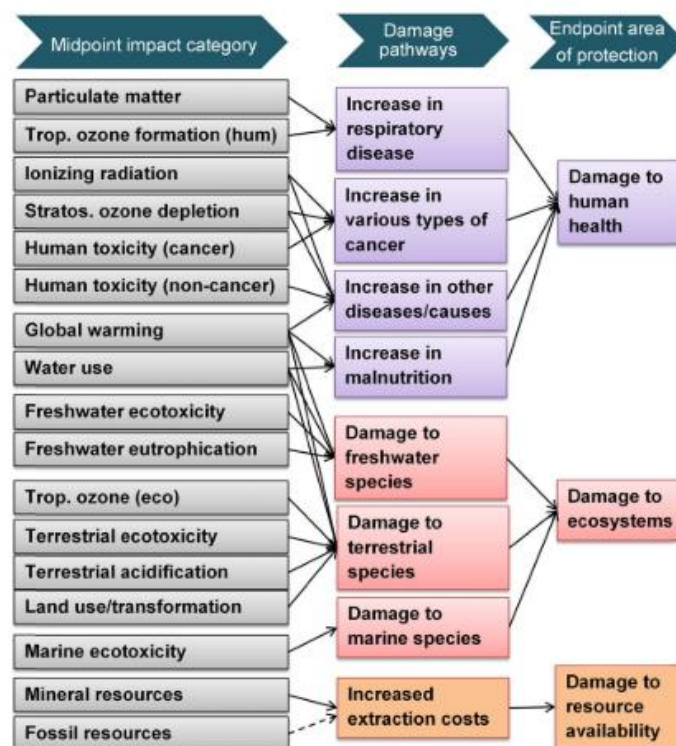 Midpoint impact category
Damage
pathways
Endpoint area
of protection
Particulate matter
Trop. ozone formation (hum)
Ionizing radiation
Stratos. ozone depletion
Human toxicity (cancer)
Human toxicity (non-cancer)
Global warming
Water use
Freshwater ecotoxicity
Freshwater eutrophication
Trop. ozone (eco)
Terrestrial ecotoxicity
Terrestrial acidification
Land use/transformation
Marine ecotoxicity
Mineral resources
Fossil resources
Increase in
respiratory
disease
Increase in
various types of
cancer
Increase in other
diseases/causes
Increase in
malnutrition
Damage to
freshwater
species
Damage to
terrestrial
species
Damage to
marine species
Increased
extraction costs
Damage to
human
health
Damage to
ecosystems
Damage to
resource
availability